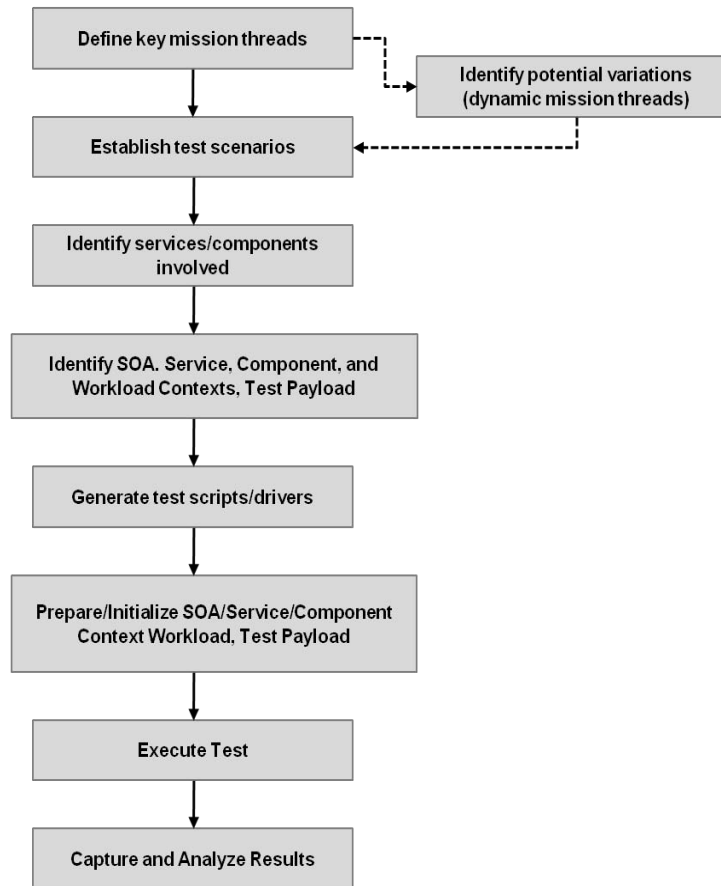 Define key mission threads
Identify potential variations
(dynamic mission threads)
Establish test scenarios
Identify services/components
involved
Identify SOA. Service, Component, and
Workload Contexts, Test Payload
Generate test scripts/drivers
Prepare/Initialize SOA/Service/Component
Context Workload, Test Payload
Execute Test
Capture and Analyze Results